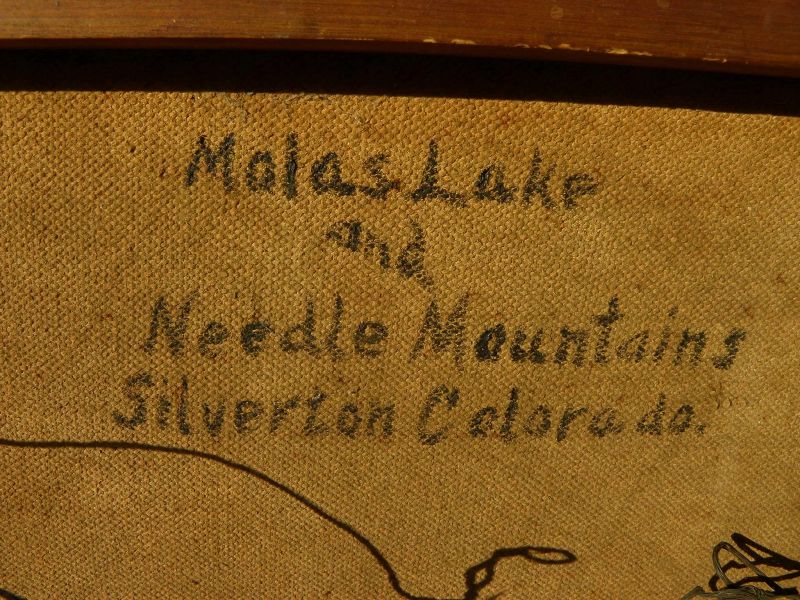 Molas Lake
and
Needle Mountains
Silverton Colorado.